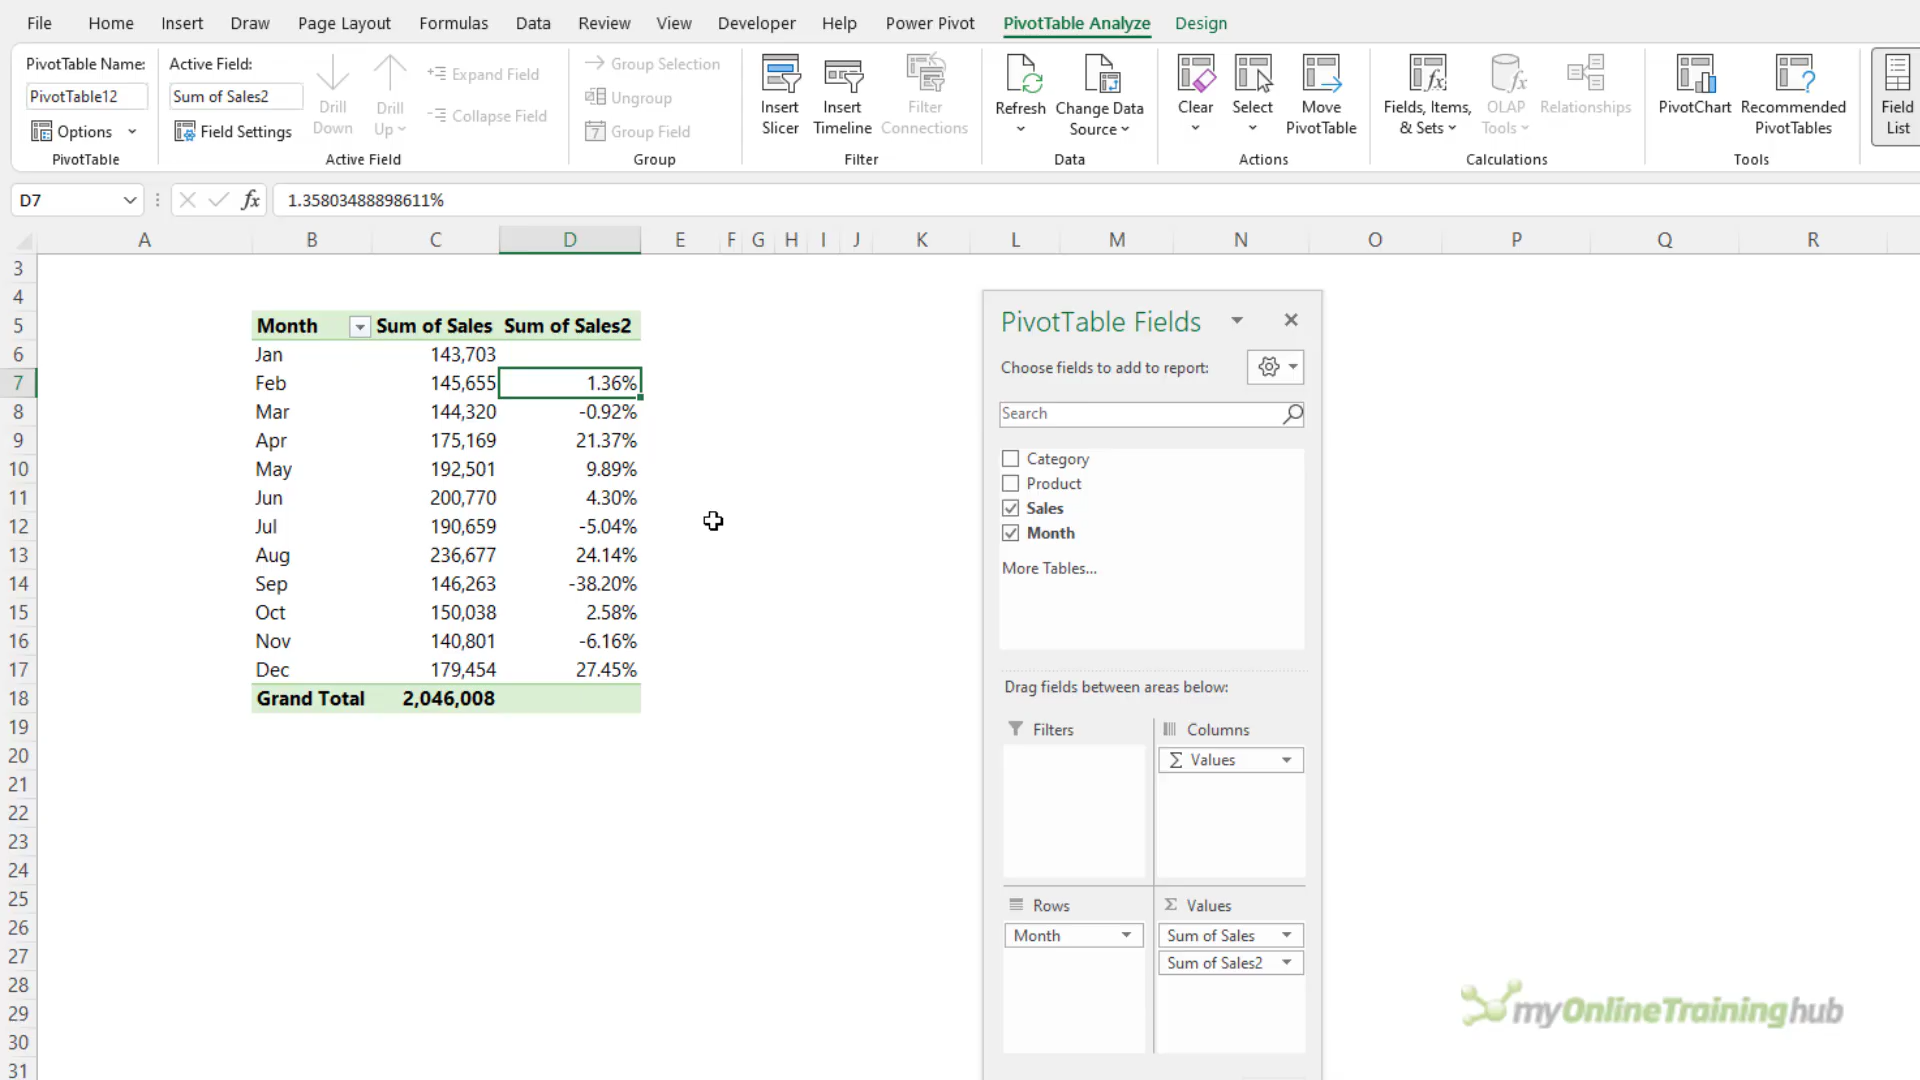 File Home Insert Draw Page Layout Formulas Data Review View Developer Help Power Pivot PivotTable Analyze Design
PivotTable Name:
PivotTable12
Options
PivotTable
Active Field:
Sum of Sales2
Field Settings
Drill
Down
Drill
Up
Expand Field
Collapse Field
Active Field
Group Selection
Ungroup
7 Group Field
Group
Insert
Slicer
Insert
Timeline
Filter
Connections
Filter
Refresh
Change Data
Source
Data
Clear
Select
Move
PivotTable
Actions
Fields, Items,
& Sets
OLAP
Tools
Relationships
Calculations
PivotChart
Recommended
PivotTables
Tools
Field
List
D7 fx 1.35803488898611%
A B C D E F G H I J K L M N O P Q R
3
4
5 Month Sum of Sales Sum of Sales2
6 Jan 143,703
7 Feb 145,655 1.36%
8 Mar 144,320 -0.92%
9 Apr 175,169 21.37%
10 May 192,501 9.89%
11 Jun 200,770 4.30%
12 Jul 190,659 -5.04%
13 Aug 236,677 24.14%
14 Sep 146,263 -38.20%
15 Oct 150,038 2.58%
16 Nov 140,801 -6.16%
17 Dec 179,454 27.45%
18 Grand Total 2,046,008
19
20
21
22
23
24
25
26
27
28
29
30
31
PivotTable Fields
Choose fields to add to report:
Search
Category
Product
Sales
Month
More Tables...
Drag fields between areas below:
Filters
Columns
Σ Values
Rows
Month
Σ Values
Sum of Sales
Sum of Sales2
myOnlineTraininghub